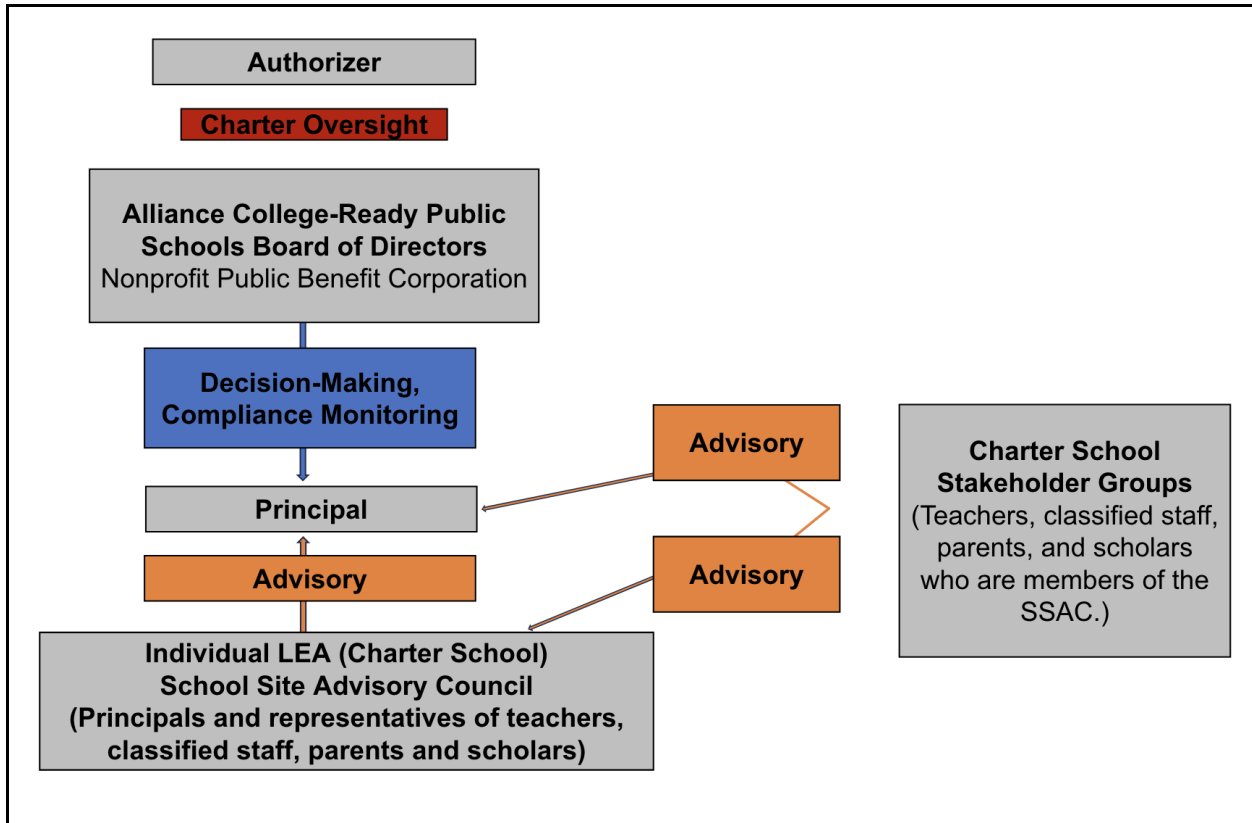 Authorizer
Charter Oversight
Alliance College-Ready Public
Schools Board of Directors
Nonprofit Public Benefit Corporation
Decision-Making,
Compliance Monitoring
Principal
Advisory
Individual LEA (Charter School)
School Site Advisory Council
(Principals and representatives of teachers,
classified staff, parents and scholars)
Advisory
Advisory
Charter School
Stakeholder Groups
(Teachers, classified staff,
parents, and scholars
who are members of the
SSAC.)